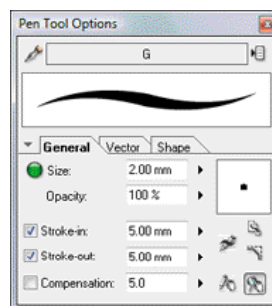 Pen Tool Options
G
General Vector Shape
Size: 2.00 mm
Opacity: 100 %
Stroke-in: 5.00 mm
Stroke-out: 5.00 mm
Compensation: 5.0